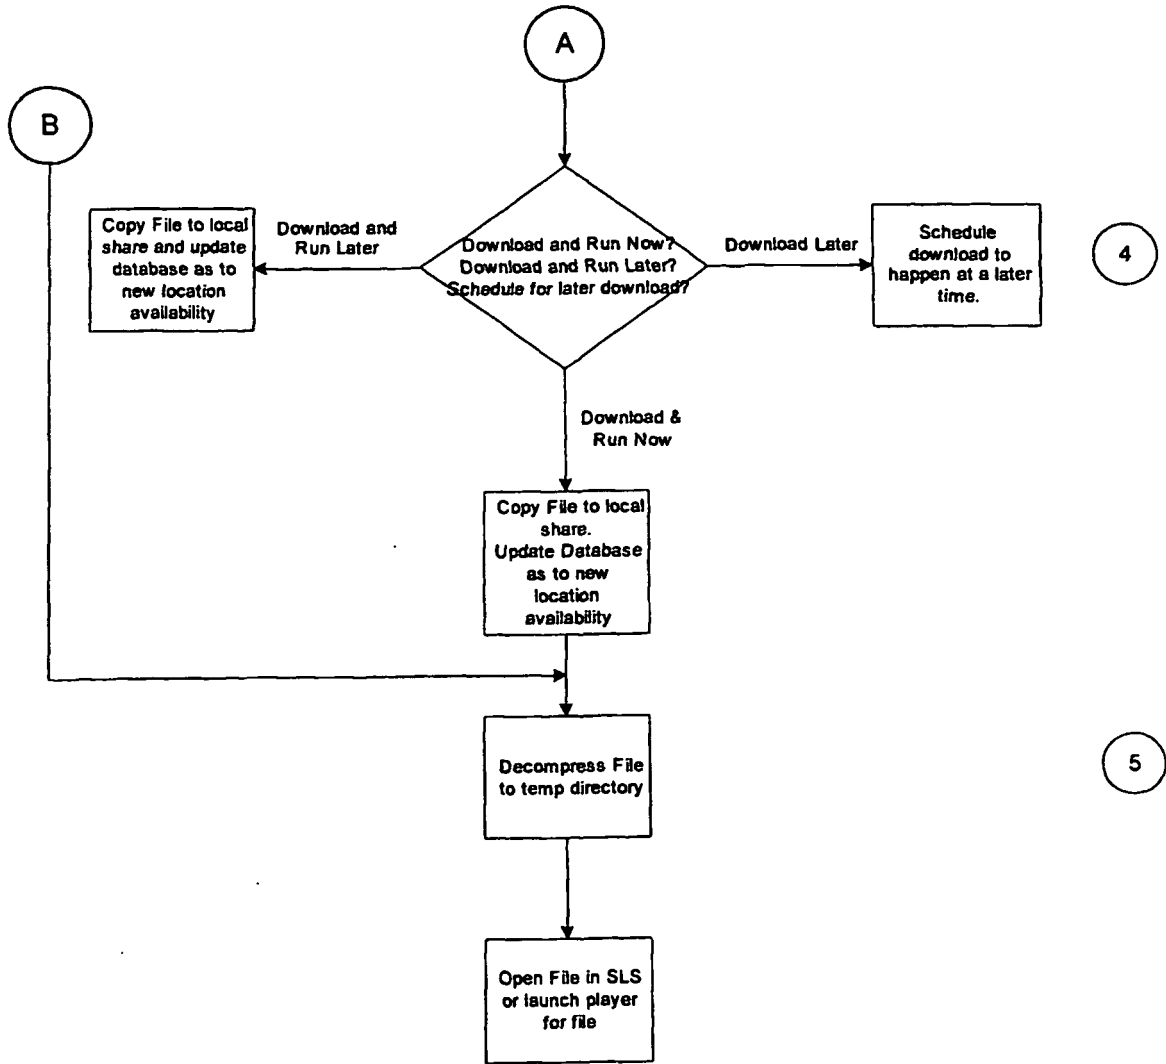 A
B
Copy File to local
share and update
database as to
new location
availability
Download and
Run Later
Download and Run Now?
Download and Run Later?
Schedule for later download?
Download Later
Schedule
download to
happen at a later
time.
4
Download &
Run Now
Copy File to local
share.
Update Database
as to new
location
availability
Decompress File
to temp directory
5
Open File in SLS
or launch player
for file